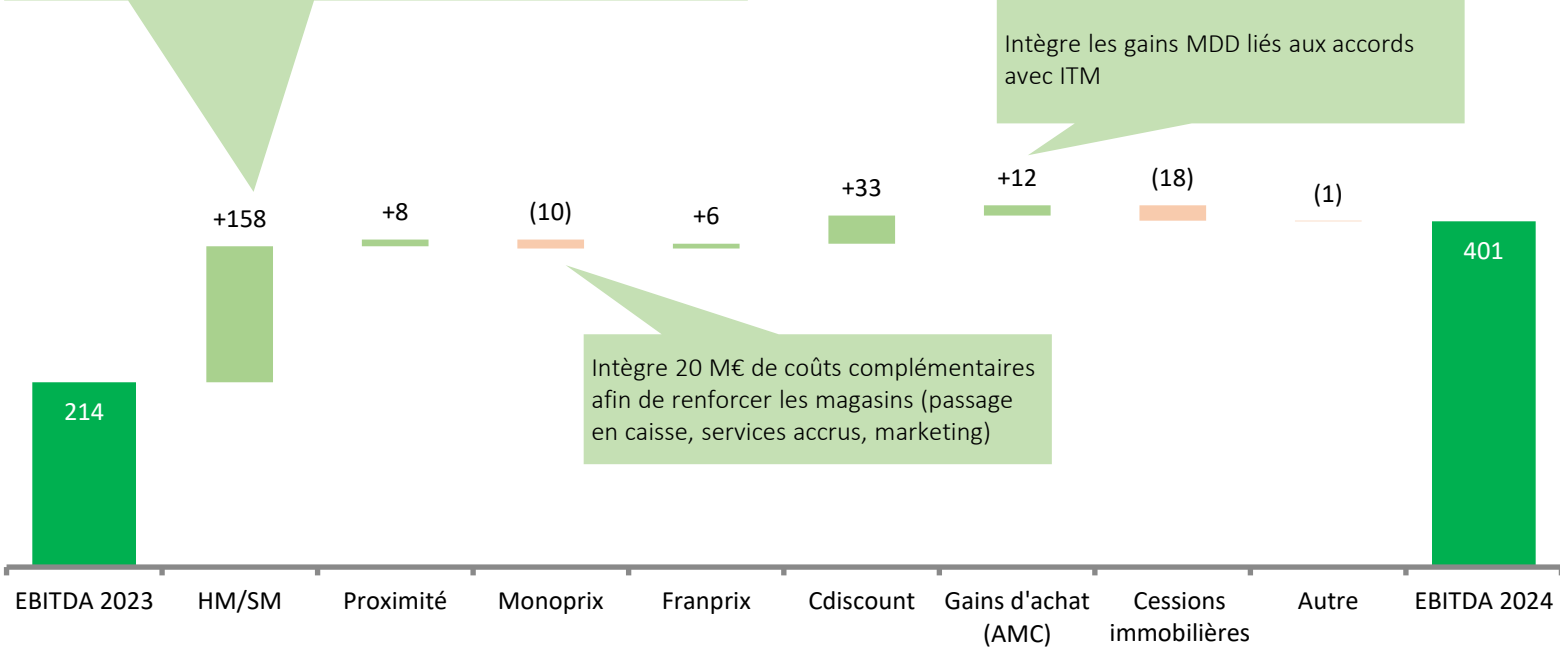 Intègre les gains MDD liés aux accords
avec ITM
+158
+8
(10)
+6
+33
+12
(18)
(1)
214
401
Intègre 20 M€ de coûts complémentaires
afin de renforcer les magasins (passage
en caisse, services accrus, marketing)
EBITDA 2023
HM/SM
Proximité
Monoprix
Franprix
Cdiscount
Gains d'achat
(AMC)
Cessions
immobilières
Autre
EBITDA 2024